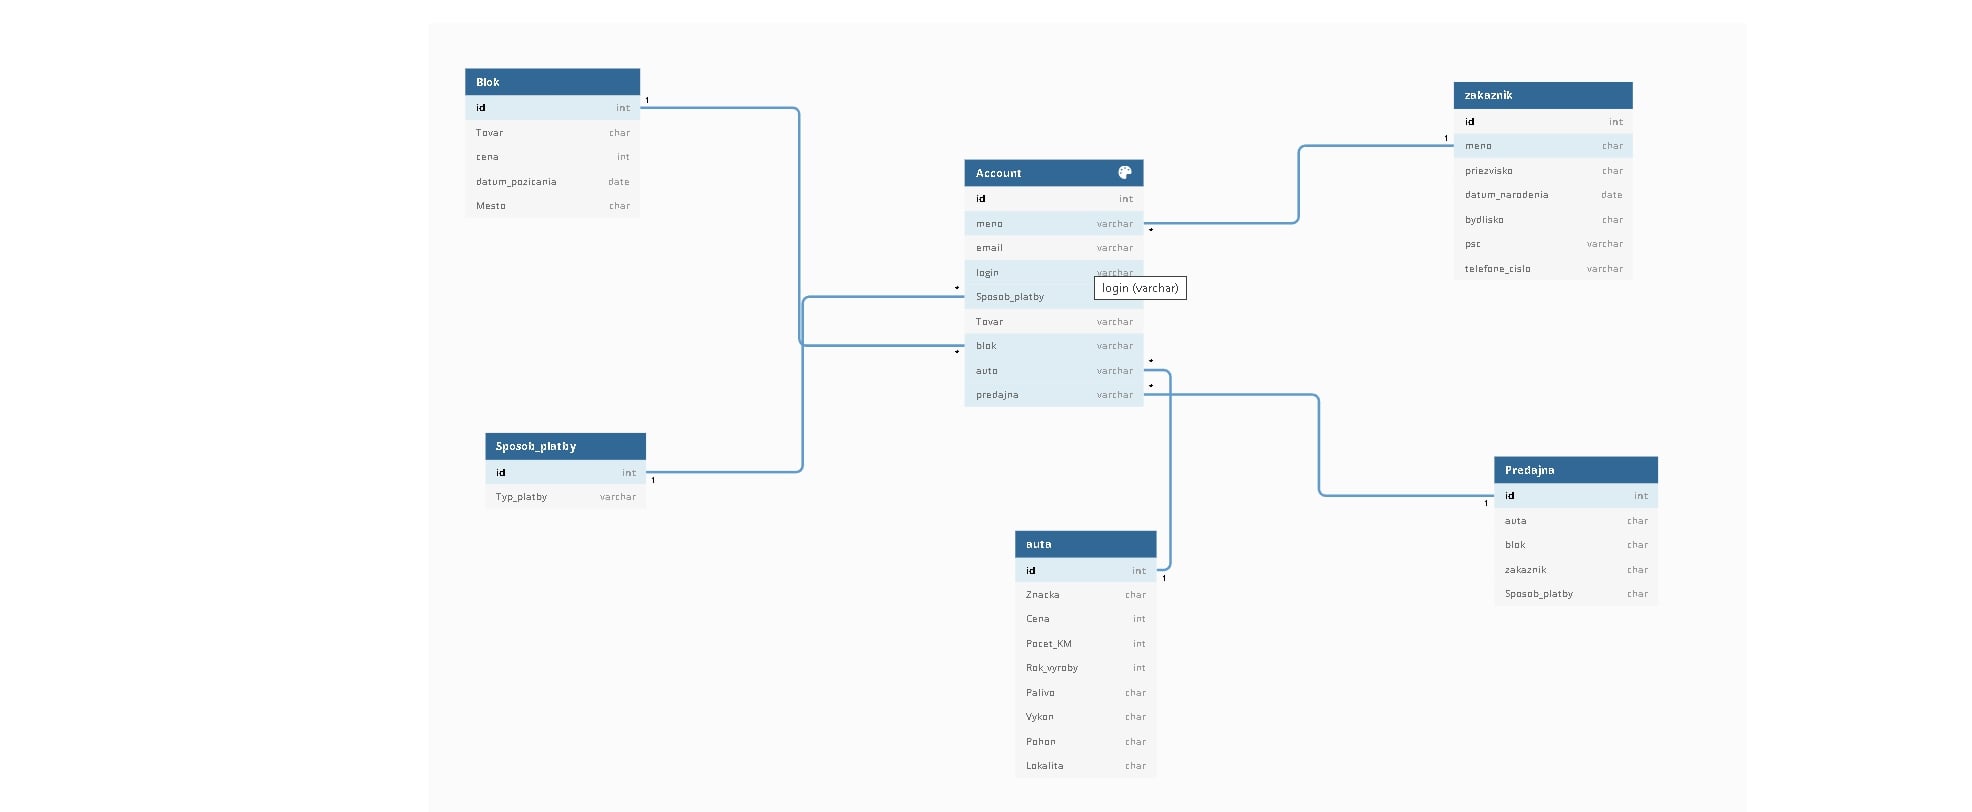 Blok
id int
Tovar char
cena int
datum_pozicania date
Mesto char
1
zakaznik
id int
1
meno char
priezvisko char
datum_narodenia date
bydlisko char
psc varchar
telefone_cislo varchar
Account
id int
meno varchar
*
email varchar
login varchar
login (varchar)
*
Sposob_platby
Tovar varchar
blok varchar
*
*
auto varchar
*
predajna varchar
Sposob_platby
id int
1
Typ_platby varchar
Predajna
id int
1
auta char
blok char
zakaznik char
Sposob_platby char
auta
id int
1
Znacka char
Cena int
Pocet_KM int
Rok_vyroby int
Palivo char
Vykon char
Pohon char
Lokalita char